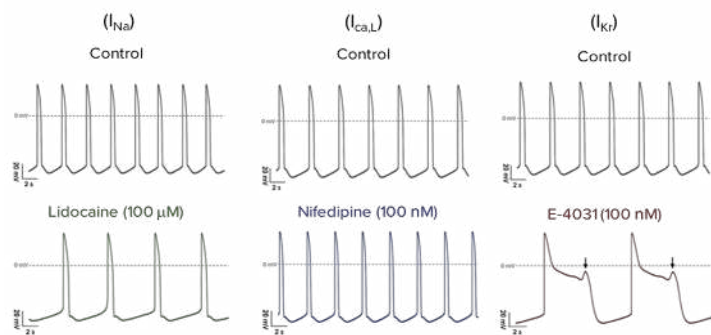 (INa)
(Ica,L)
(IKr)
Control
Control
Control
0 mV
20 mV
2 s
0 mV
20 mV
2 s
0 mV
20 mV
2 s
Lidocaine (100 µM)
Nifedipine (100 nM)
E-4031 (100 nM)
0 mV
20 mV
2 s
0 mV
20 mV
2 s
0 mV
20 mV
2 s